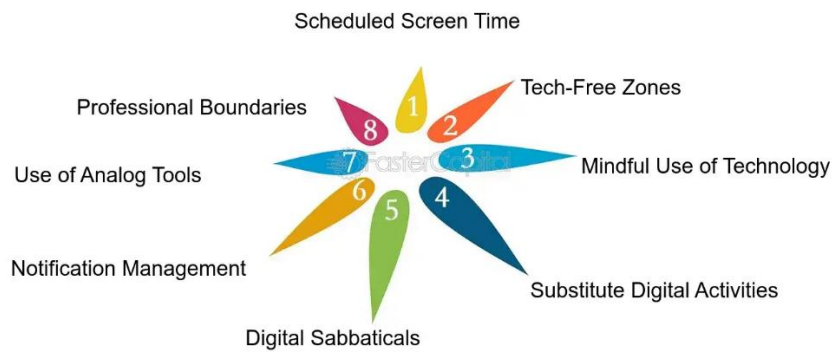 Scheduled Screen Time
1
Tech-Free Zones
2
Mindful Use of Technology
3
Substitute Digital Activities
4
Digital Sabbaticals
5
Notification Management
6
Use of Analog Tools
7
Professional Boundaries
8
FasterCapital